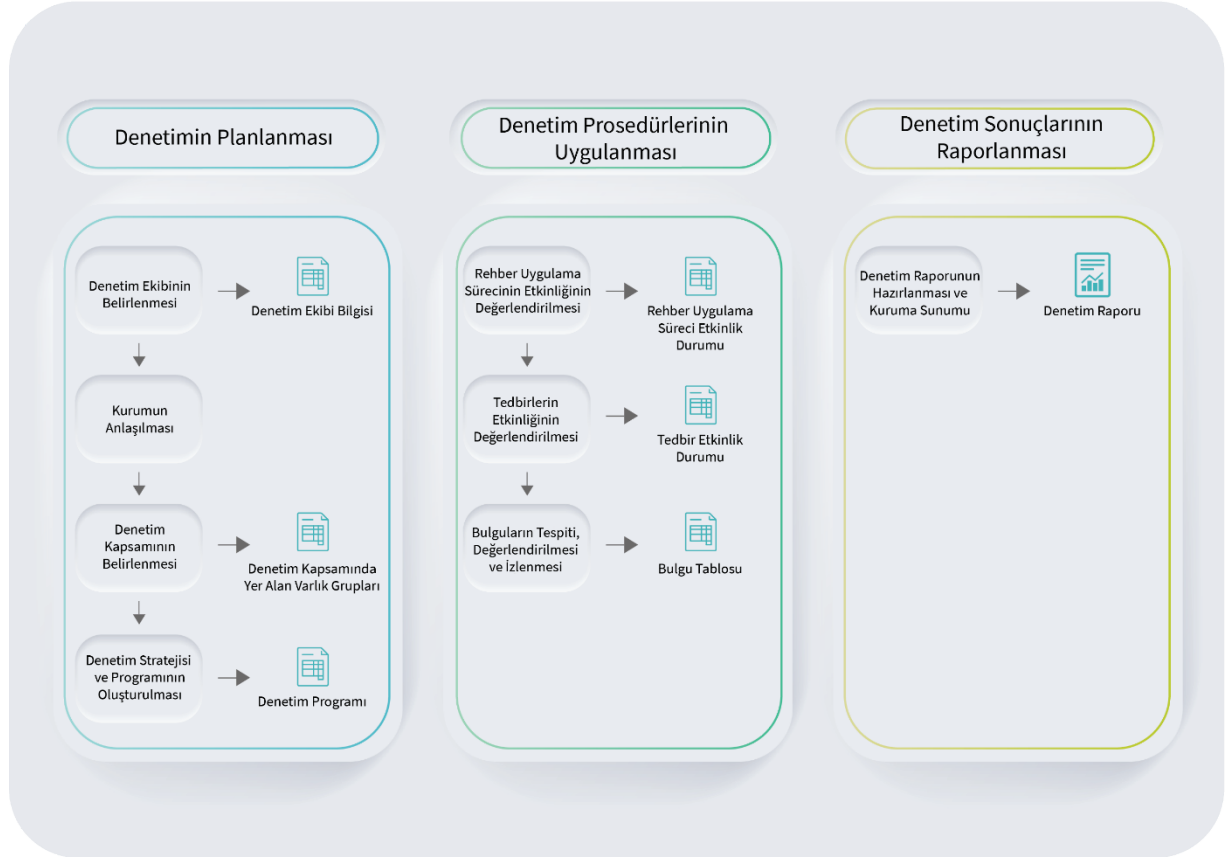 Denetimin Planlanması
Denetim Ekibinin
Belirlenmesi
Denetim Ekibi Bilgisi
Kurumun
Anlaşılması
Denetim
Kapsamının
Belirlenmesi
Denetim Kapsamında
Yer Alan Varlık Grupları
Denetim Stratejisi
ve Programının
Oluşturulması
Denetim Programı
Denetim Prosedürlerinin
Uygulanması
Rehber Uygulama
Sürecinin Etkinliğinin
Değerlendirilmesi
Rehber Uygulama
Süreci Etkinlik
Durumu
Tedbirlerin
Etkinliğinin
Değerlendirilmesi
Tedbir Etkinlik
Durumu
Bulguların Tespiti,
Değerlendirilmesi
ve İzlenmesi
Bulgu Tablosu
Denetim Sonuçlarının
Raporlanması
Denetim Raporunun
Hazırlanması ve
Kuruma Sunumu
Denetim Raporu